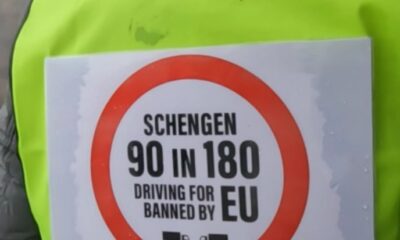 SCHENGEN
90 IN 180
DRIVING FOR
BANNED BY EU